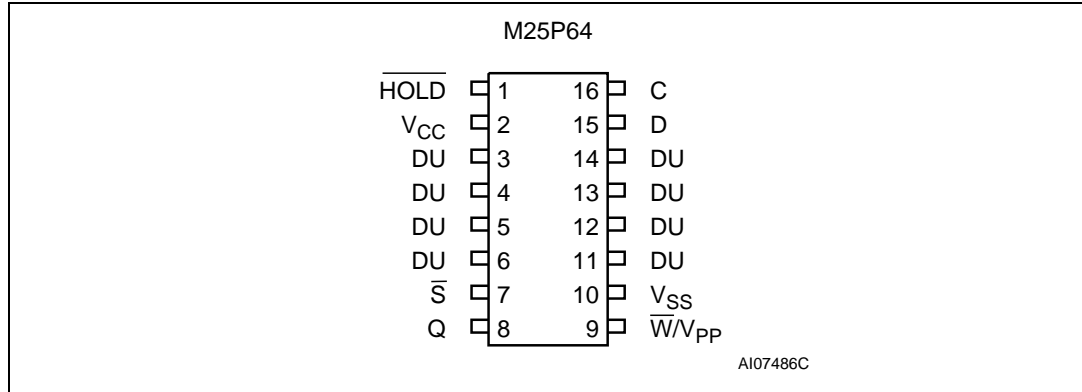 M25P64
HOLD 1 16 C
VCC 2 15 D
DU 3 14 DU
DU 4 13 DU
DU 5 12 DU
DU 6 11 DU
S 7 10 VSS
Q 8 9 W/VPP
AI07486C